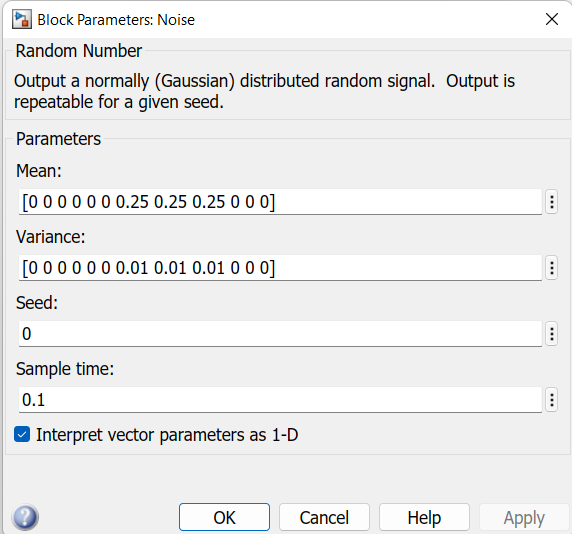 Block Parameters: Noise
Random Number
Output a normally (Gaussian) distributed random signal.  Output is
repeatable for a given seed.
Parameters
Mean:
[0 0 0 0 0 0 0.25 0.25 0.25 0 0 0]
Variance:
[0 0 0 0 0 0 0.01 0.01 0.01 0 0 0]
Seed:
0
Sample time:
0.1
Interpret vector parameters as 1-D
OK Cancel Help Apply